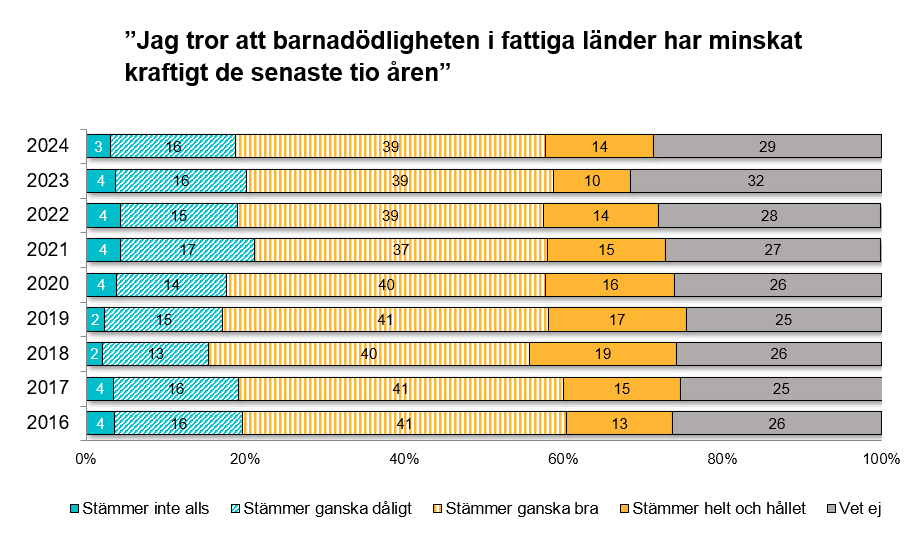 ”Jag tror att barnadödligheten i fattiga länder har minskat
kraftigt de senaste tio åren”
2024 3 16 39 14 29
2023 4 16 39 10 32
2022 4 15 39 14 28
2021 4 17 37 15 27
2020 4 14 40 16 26
2019 2 15 41 17 25
2018 2 13 40 19 26
2017 4 16 41 15 25
2016 4 16 41 13 26
0% 20% 40% 60% 80% 100%
Stämmer inte alls Stämmer ganska dåligt Stämmer ganska bra Stämmer helt och hållet Vet ej